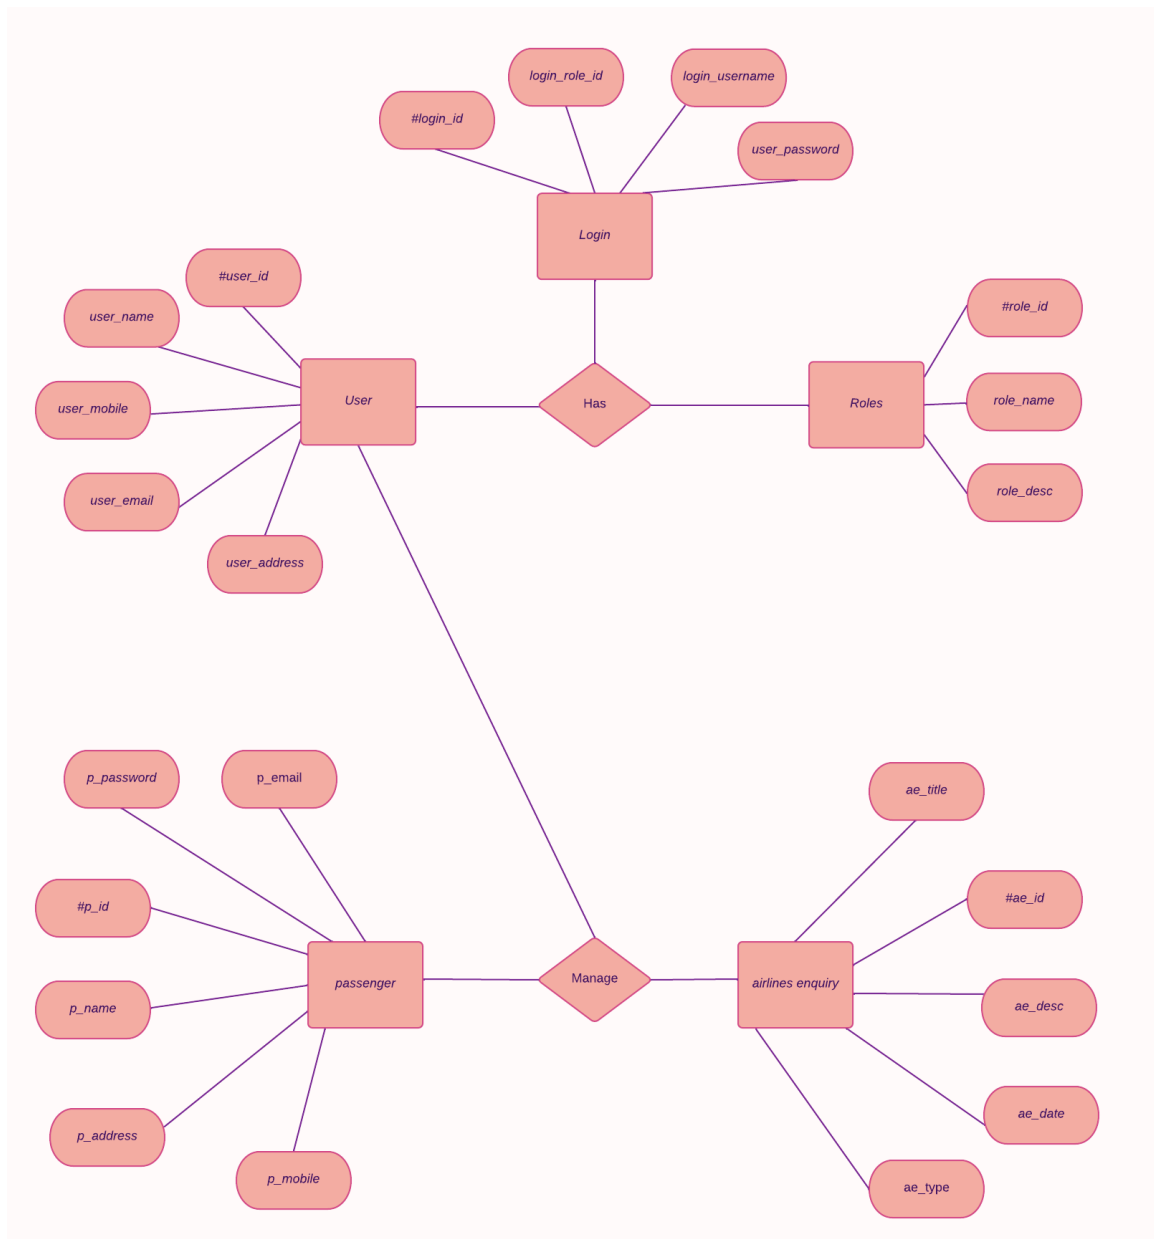 login_role_id
login_username
#login_id
user_password
Login
#user_id
user_name
#role_id
User
Has
Roles
role_name
user_mobile
user_email
role_desc
user_address
p_password
p_email
ae_title
#p_id
#ae_id
passenger
Manage
airlines enquiry
p_name
ae_desc
p_address
ae_date
p_mobile
ae_type